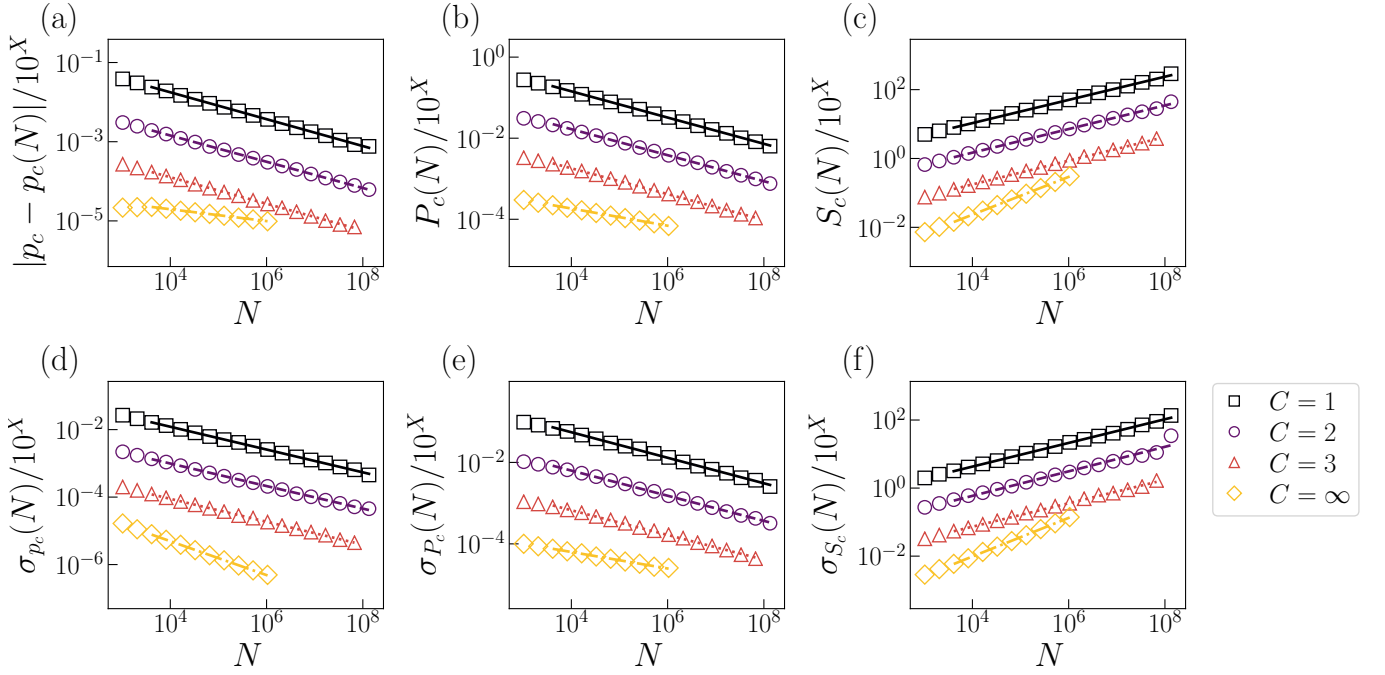 (a)
|p_c − p_c(N)|/10^X
10^−1
10^−3
10^−5
10^4 10^6 10^8
N
(b)
P_c(N)/10^X
10^0
10^−2
10^−4
10^4 10^6 10^8
N
(c)
S_c(N)/10^X
10^2
10^0
10^−2
10^4 10^6 10^8
N
(d)
σ_{p_c}(N)/10^X
10^−2
10^−4
10^−6
10^4 10^6 10^8
N
(e)
σ_{P_c}(N)/10^X
10^−2
10^−4
10^4 10^6 10^8
N
(f)
σ_{S_c}(N)/10^X
10^2
10^0
10^−2
10^4 10^6 10^8
N
C = 1
C = 2
C = 3
C = ∞